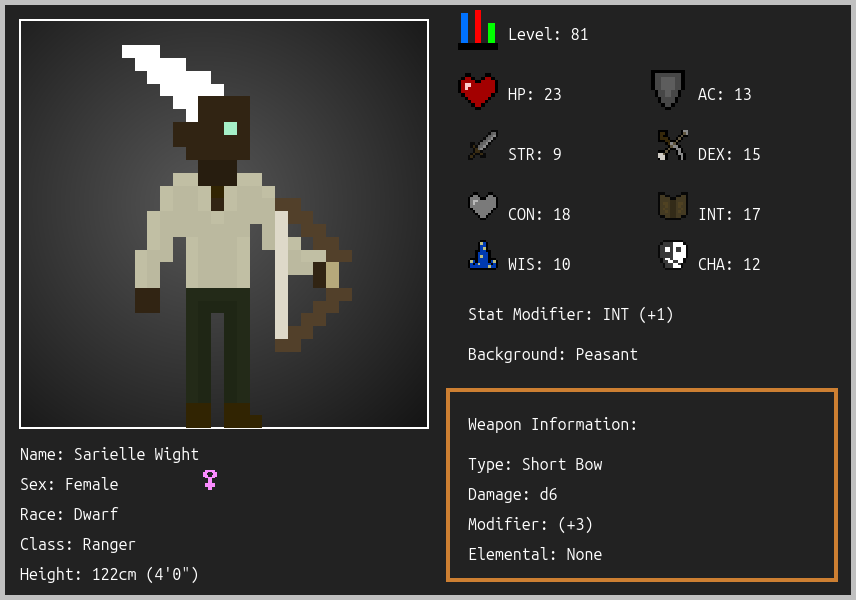 Level: 81
HP: 23
AC: 13
STR: 9
DEX: 15
CON: 18
INT: 17
WIS: 10
CHA: 12
Stat Modifier: INT (+1)
Background: Peasant
Weapon Information:
Type: Short Bow
Damage: d6
Modifier: (+3)
Elemental: None
Name: Sarielle Wight
Sex: Female
Race: Dwarf
Class: Ranger
Height: 122cm (4'0")